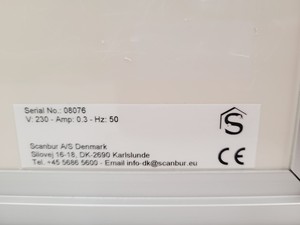 Serial No.: 08076
V: 230 - Amp: 0.3 - Hz: 50
S
Scanbur A/S Denmark
Silovej 16-18, DK-2690 Karlslunde
Tel. +45 5686 5600 - Email info-dk@scanbur.eu
CE